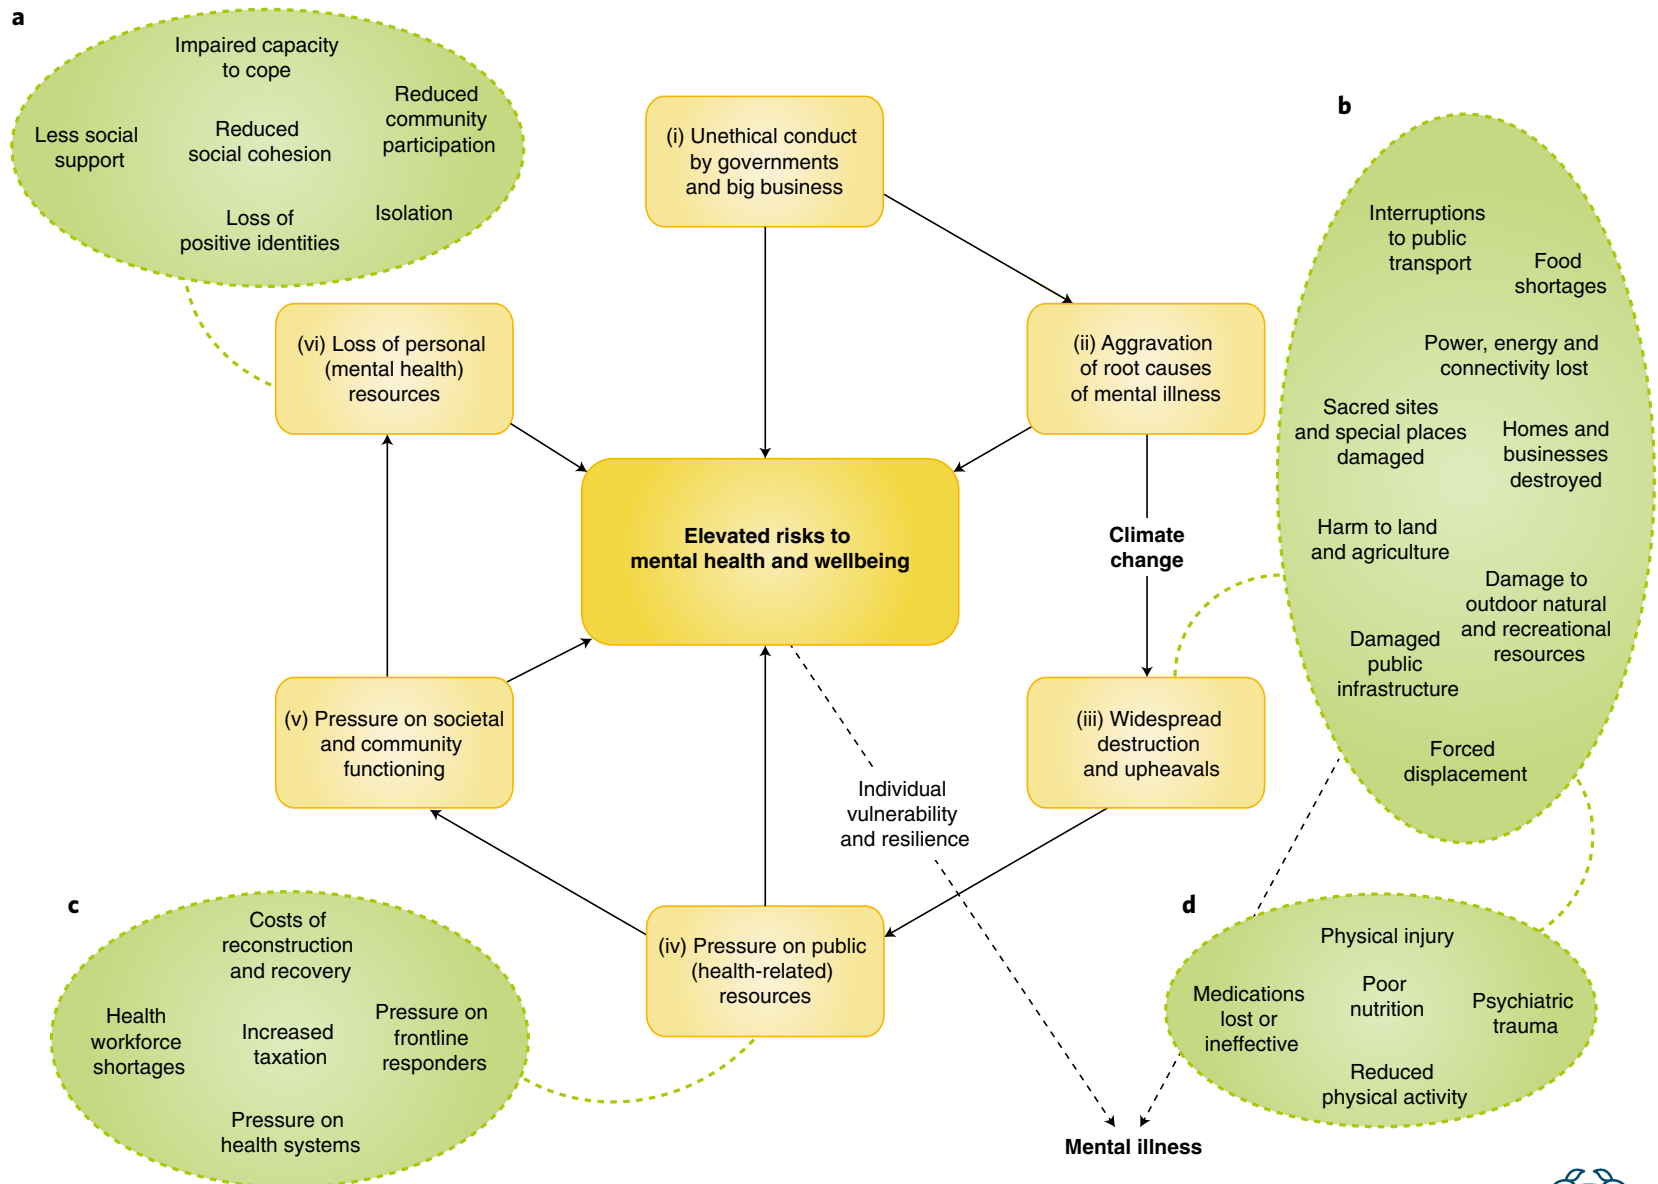 a
Impaired capacity
to cope
Reduced
community
participation
Less social
support
Reduced
social cohesion
Loss of
positive identities
Isolation
(i) Unethical conduct
by governments
and big business
b
Interruptions
to public
transport
Food
shortages
Power, energy and
connectivity lost
Sacred sites
and special places
damaged
Homes and
businesses
destroyed
Harm to land
and agriculture
Damage to
outdoor natural
and recreational
resources
Damaged
public
infrastructure
Forced
displacement
(vi) Loss of personal
(mental health)
resources
(ii) Aggravation
of root causes
of mental illness
Elevated risks to
mental health and wellbeing
Climate
change
(v) Pressure on societal
and community
functioning
(iii) Widespread
destruction
and upheavals
Individual
vulnerability
and resilience
(iv) Pressure on public
(health-related)
resources
c
Costs of
reconstruction
and recovery
Health
workforce
shortages
Increased
taxation
Pressure on
frontline
responders
Pressure on
health systems
d
Physical injury
Medications
lost or
ineffective
Poor
nutrition
Psychiatric
trauma
Reduced
physical activity
Mental illness